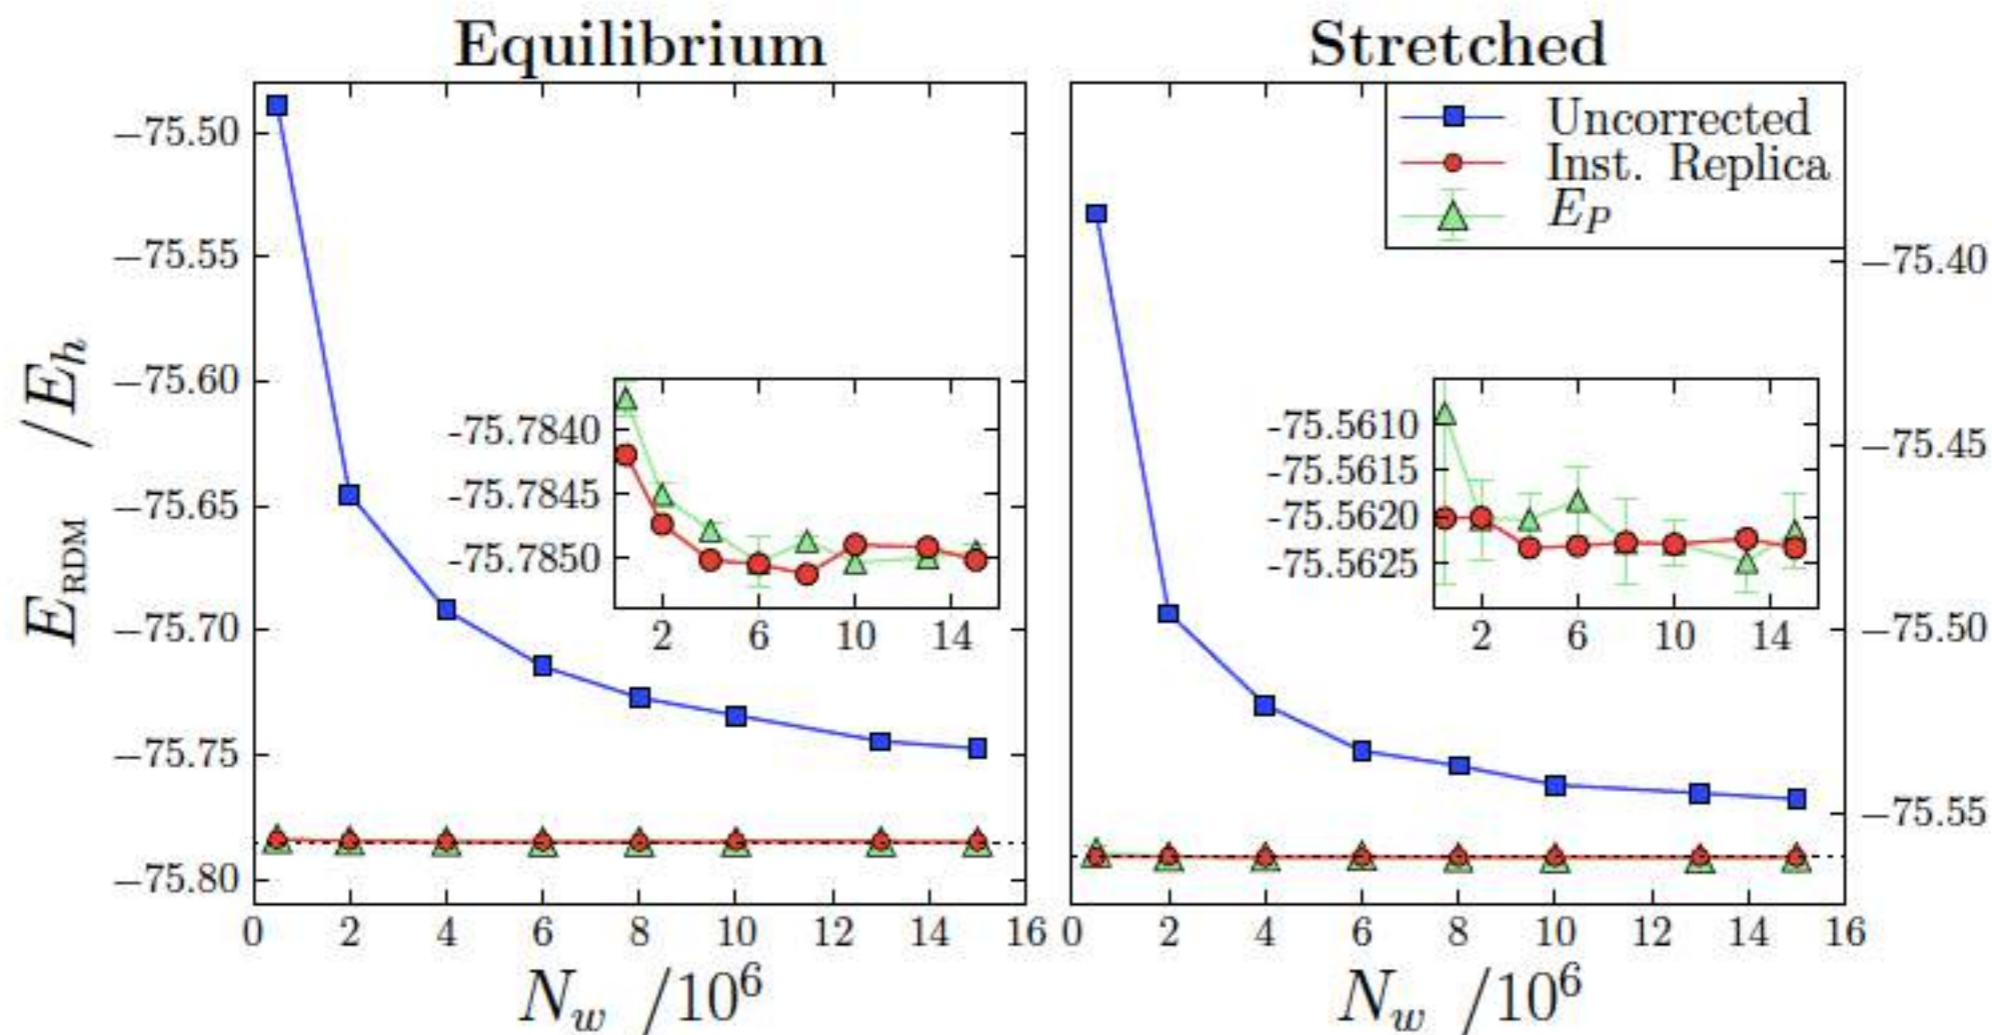 Equilibrium
Stretched
E_RDM /E_h
−75.50
−75.55
−75.60
−75.65
−75.70
−75.75
−75.80
0 2 4 6 8 10 12 14 16
N_w /10^6
-75.7840
-75.7845
-75.7850
2 6 10 14
Uncorrected
Inst. Replica
E_P
-75.5610
-75.5615
-75.5620
-75.5625
2 6 10 14
−75.40
−75.45
−75.50
−75.55
0 2 4 6 8 10 12 14 16
N_w /10^6